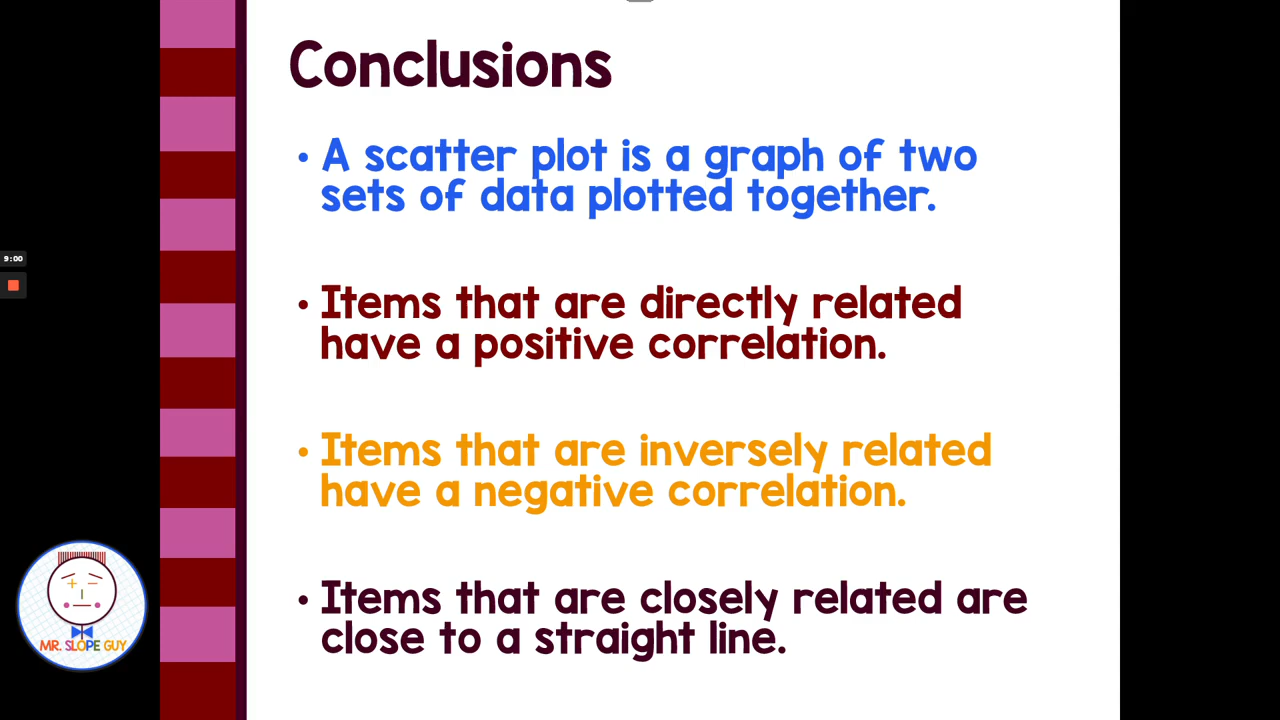 Conclusions
• A scatter plot is a graph of two
sets of data plotted together.
• Items that are directly related
have a positive correlation.
9:00
• Items that are inversely related
have a negative correlation.
• Items that are closely related are
close to a straight line.
MR. SLOPE GUY